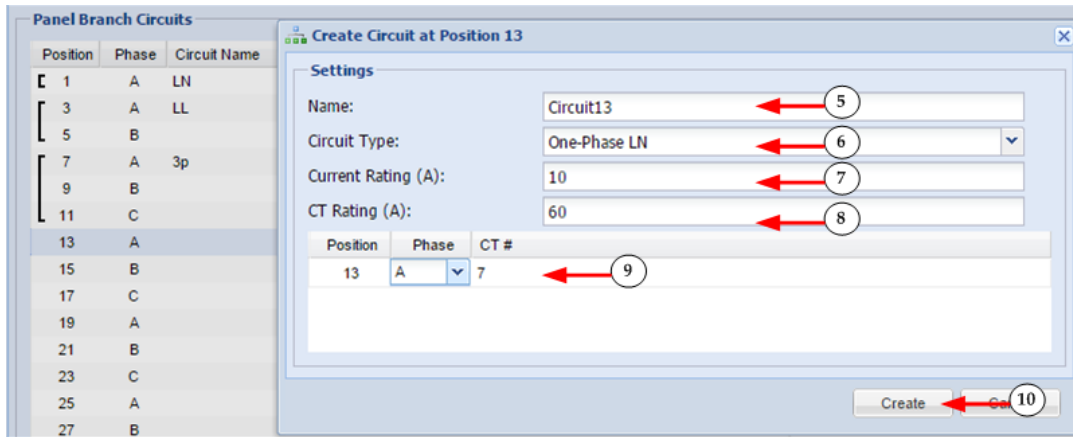 Panel Branch Circuits
Position Phase Circuit Name
1 A LN
3 A LL
5 B
7 A 3p
9 B
11 C
13 A
15 B
17 C
19 A
21 B
23 C
25 A
27 B
Create Circuit at Position 13
Settings
Name: Circuit13 5
Circuit Type: One-Phase LN 6
Current Rating (A): 10 7
CT Rating (A): 60 8
Position Phase CT #
13 A 7 9
Create 10